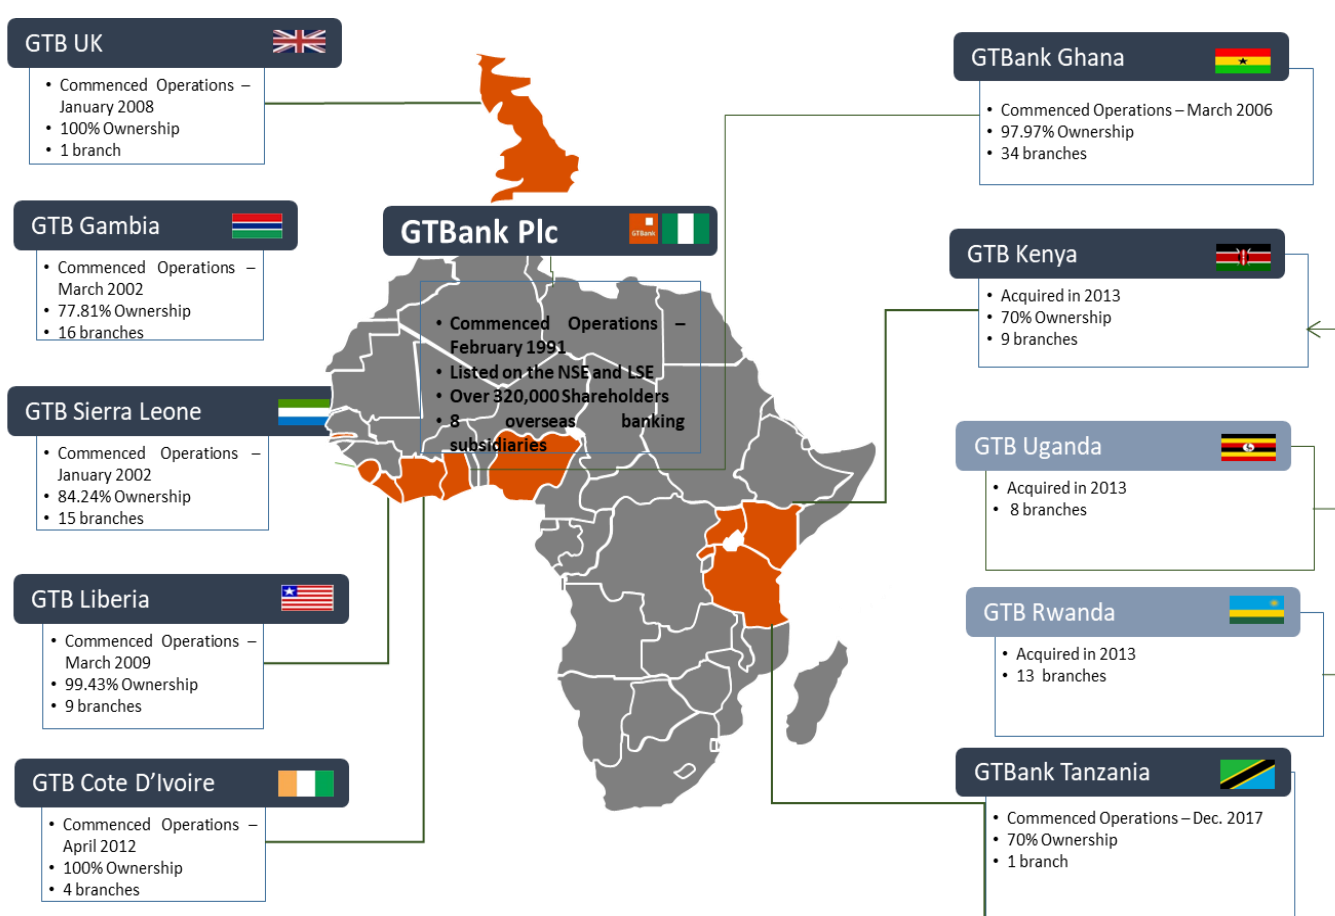 GTB UK
• Commenced Operations –
January 2008
• 100% Ownership
• 1 branch
GTB Gambia
• Commenced Operations –
March 2002
• 77.81% Ownership
• 16 branches
GTB Sierra Leone
• Commenced Operations –
January 2002
• 84.24% Ownership
• 15 branches
GTB Liberia
• Commenced Operations –
March 2009
• 99.43% Ownership
• 9 branches
GTB Cote D’Ivoire
• Commenced Operations –
April 2012
• 100% Ownership
• 4 branches
GTBank Plc
GTBank
• Commenced Operations –
February 1991
• Listed on the NSE and LSE
• Over 320,000 Shareholders
• 8 overseas banking
subsidiaries
GTBank Ghana
• Commenced Operations – March 2006
• 97.97% Ownership
• 34 branches
GTB Kenya
• Acquired in 2013
• 70% Ownership
• 9 branches
GTB Uganda
• Acquired in 2013
• 8 branches
GTB Rwanda
• Acquired in 2013
• 13 branches
GTBank Tanzania
• Commenced Operations – Dec. 2017
• 70% Ownership
• 1 branch